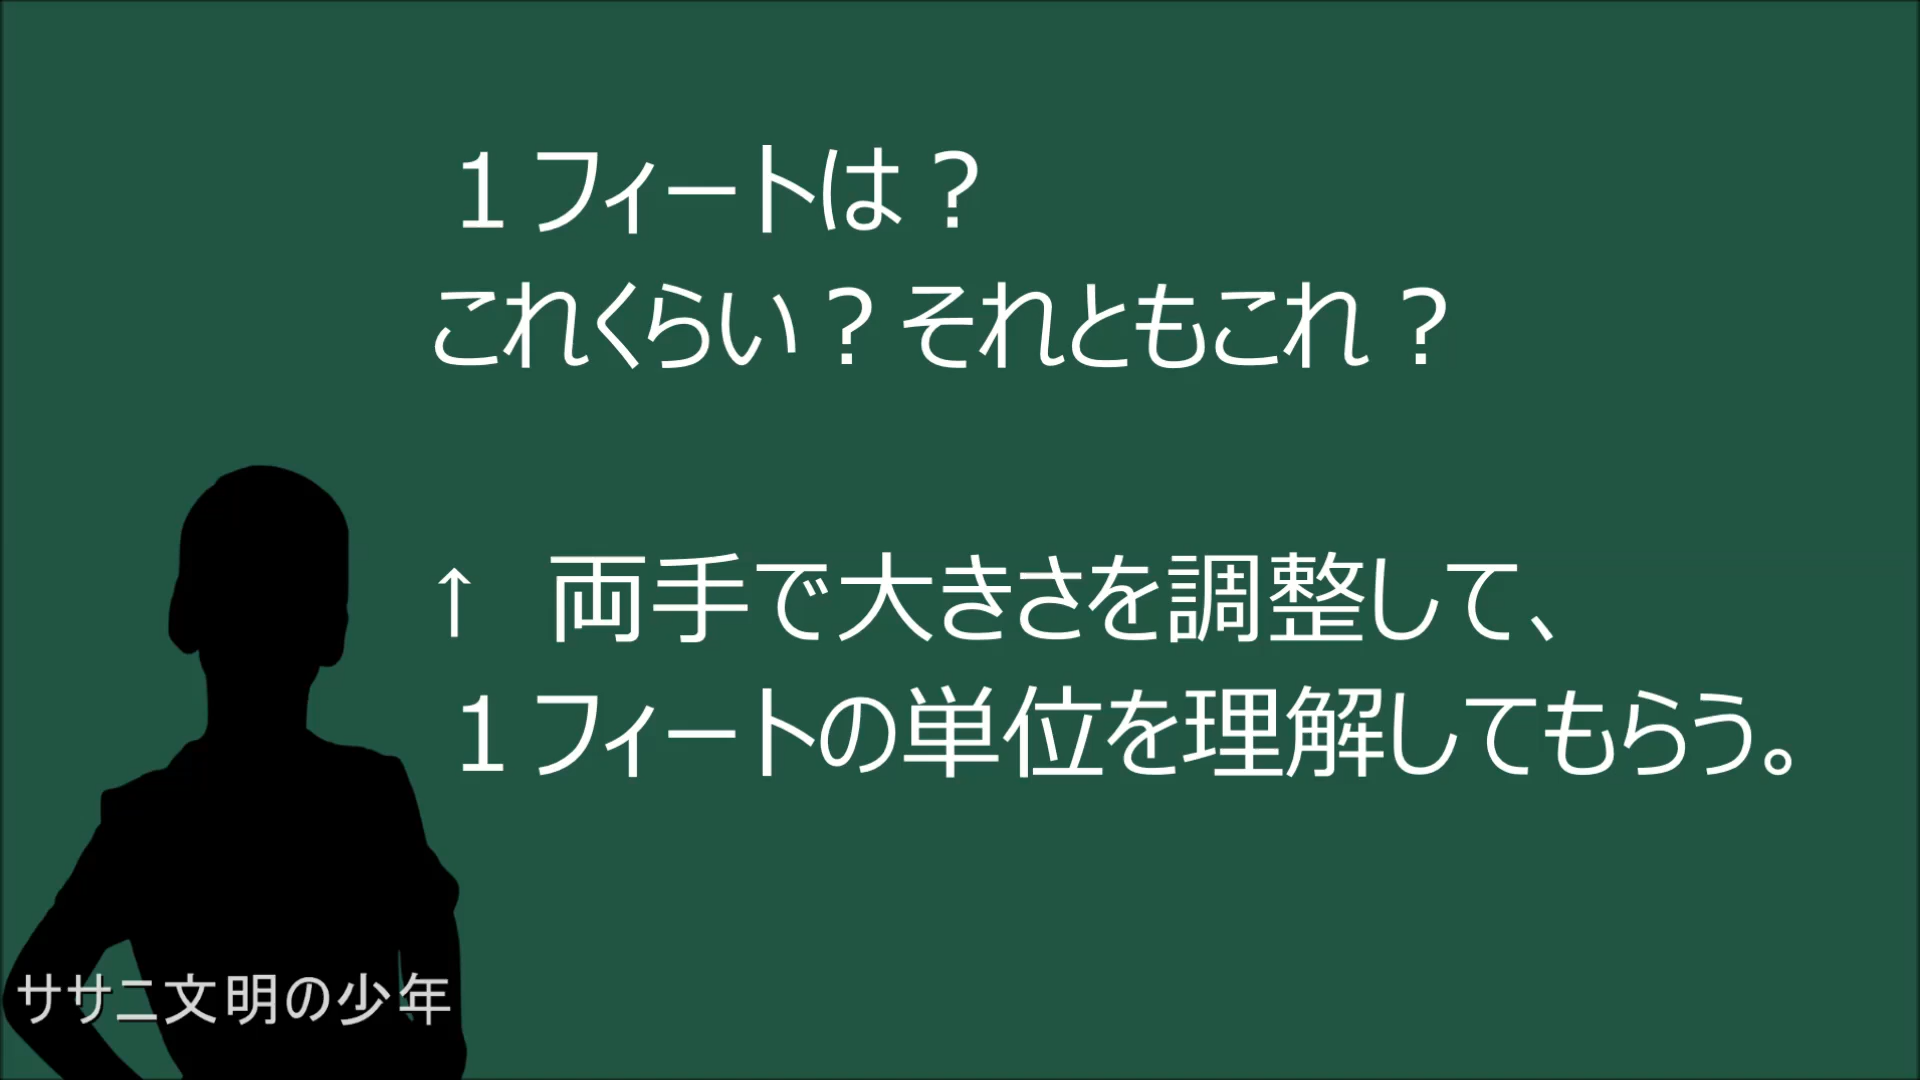 １フィートは？
これくらい？それともこれ？
↑　両手で大きさを調整して、
１フィートの単位を理解してもらう。
ササニ文明の少年